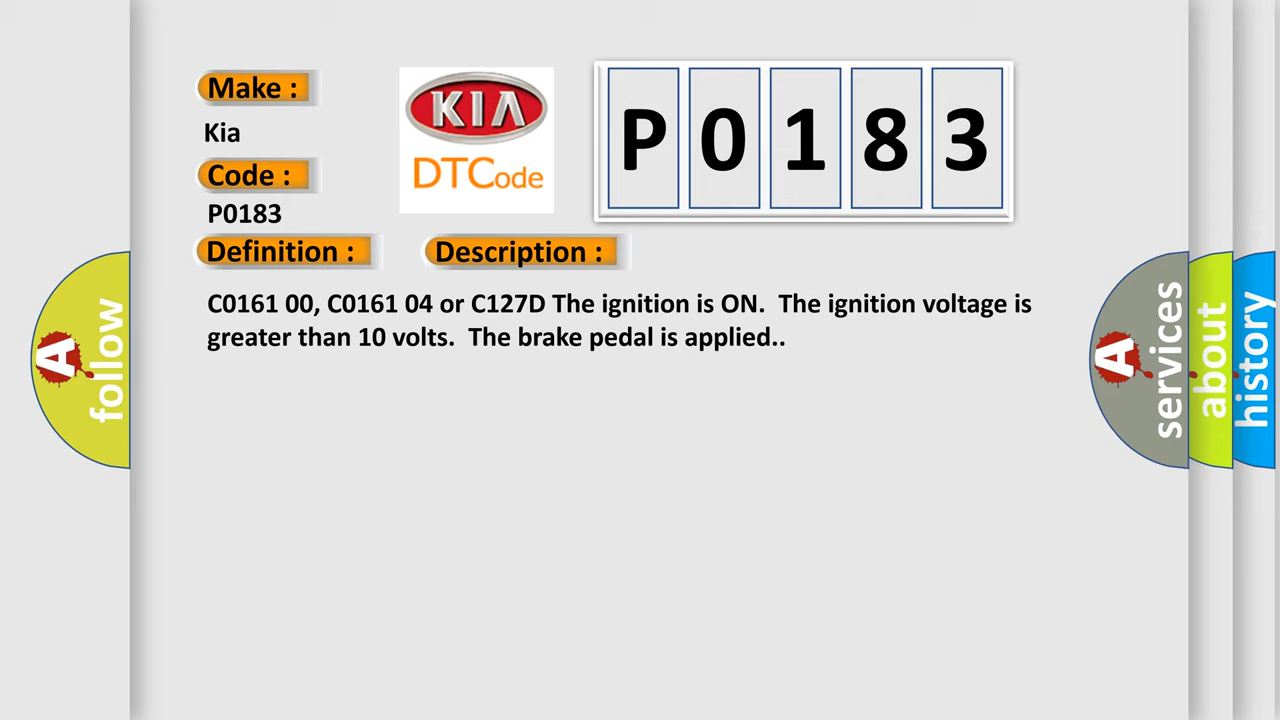 Make :
Kia
Code :
P0183
KIA
DTCode
P0183
Definition :
Description :
C0161 00, C0161 04 or C127D The ignition is ON.  The ignition voltage is
greater than 10 volts.  The brake pedal is applied..
A follow
A services
about
history